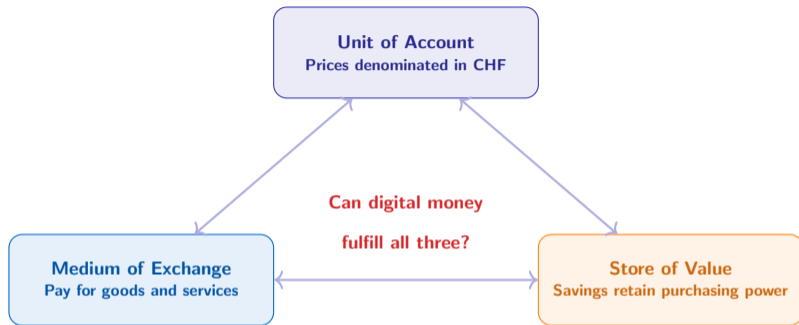 Unit of Account
Prices denominated in CHF
Can digital money
fulfill all three?
Medium of Exchange
Pay for goods and services
Store of Value
Savings retain purchasing power